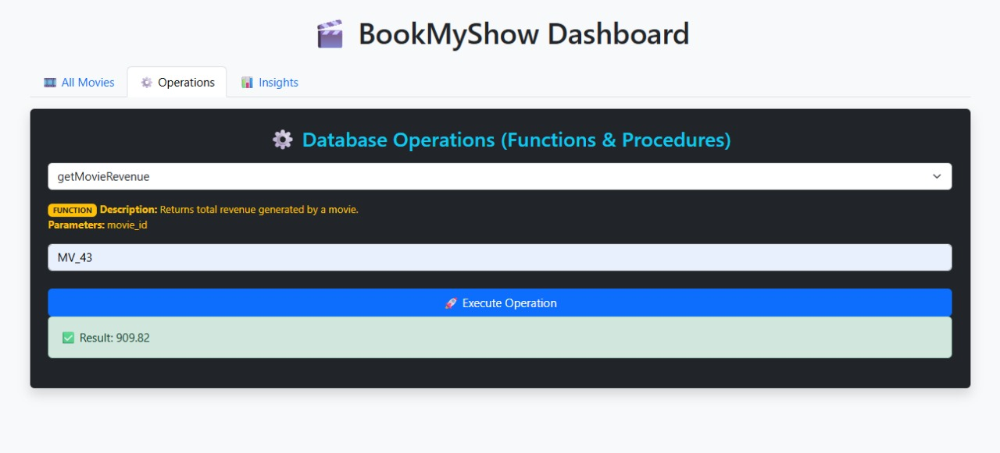 BookMyShow Dashboard
All Movies Operations Insights
Database Operations (Functions & Procedures)
getMovieRevenue
FUNCTION Description: Returns total revenue generated by a movie.
Parameters: movie_id
MV_43
Execute Operation
Result: 909.82